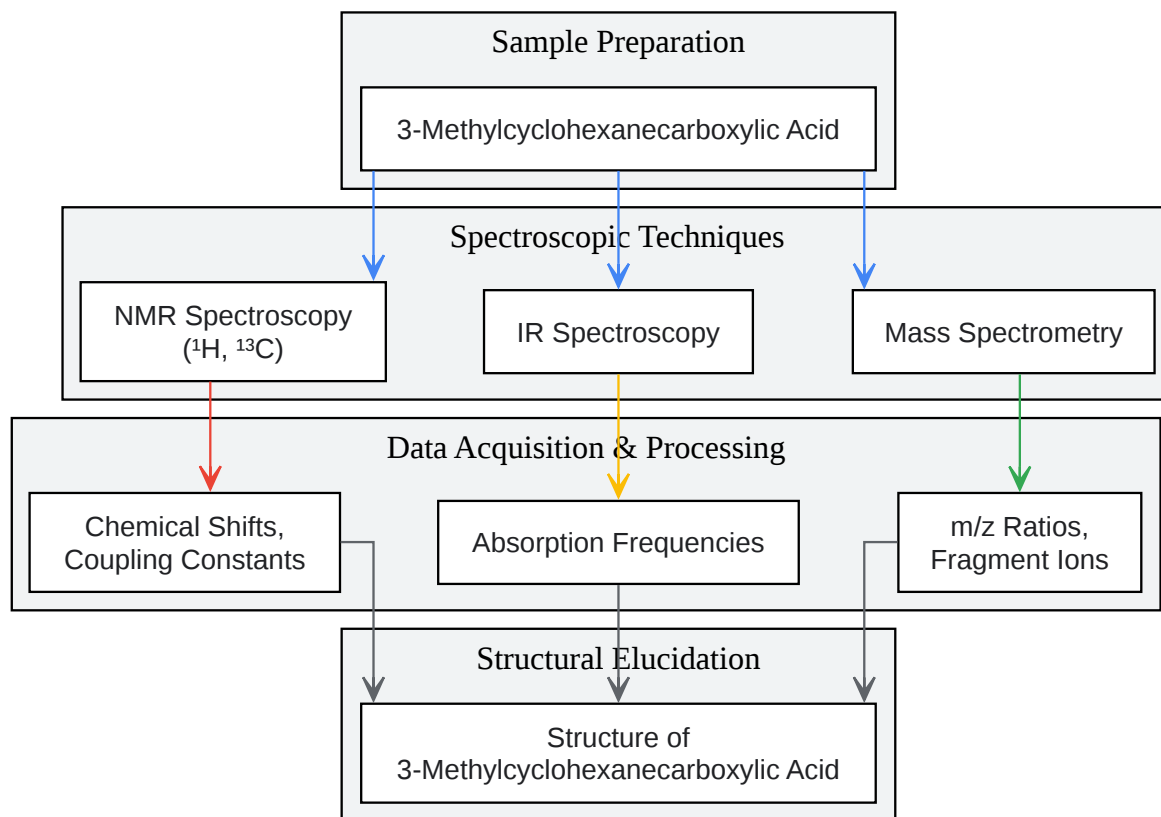 Sample Preparation
3-Methylcyclohexanecarboxylic Acid
Spectroscopic Techniques
NMR Spectroscopy
(¹H, ¹³C)
IR Spectroscopy
Mass Spectrometry
Data Acquisition & Processing
Chemical Shifts,
Coupling Constants
Absorption Frequencies
m/z Ratios,
Fragment Ions
Structural Elucidation
Structure of
3-Methylcyclohexanecarboxylic Acid